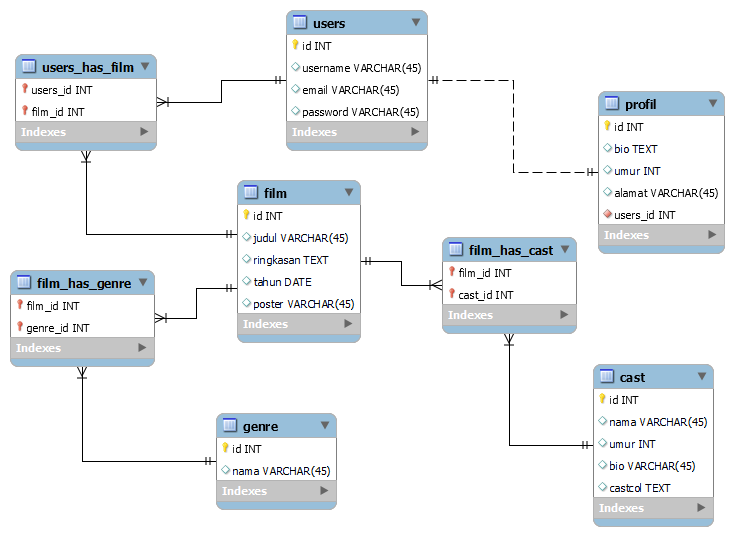 users
id INT
username VARCHAR(45)
email VARCHAR(45)
password VARCHAR(45)
Indexes
users_has_film
users_id INT
film_id INT
Indexes
profil
id INT
bio TEXT
umur INT
alamat VARCHAR(45)
users_id INT
Indexes
film
id INT
judul VARCHAR(45)
ringkasan TEXT
tahun DATE
poster VARCHAR(45)
Indexes
film_has_cast
film_id INT
cast_id INT
Indexes
film_has_genre
film_id INT
genre_id INT
Indexes
cast
id INT
nama VARCHAR(45)
umur INT
bio VARCHAR(45)
castcol TEXT
Indexes
genre
id INT
nama VARCHAR(45)
Indexes